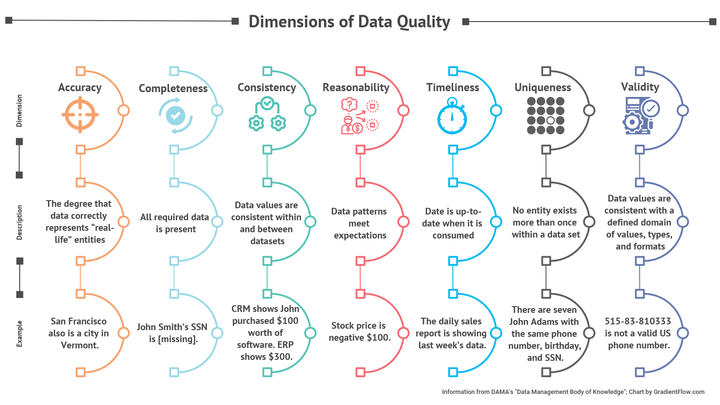 Dimensions of Data Quality
Dimension
Accuracy
Completeness
Consistency
Reasonability
Timeliness
Uniqueness
Validity
?
$
Description
The degree that
data correctly
represents “real-
life” entities
All required data
is present
Data values are
consistent within
and between
datasets
Data patterns
meet
expectations
Date is up-to-
date when it is
consumed
No entity exists
more than once
within a data set
Data values are
consistent with a
defined domain
of values, types,
and formats
Example
San Francisco
also is a city in
Vermont.
John Smith's SSN
is [missing].
CRM shows John
purchased $100
worth of
software. ERP
shows $300.
Stock price is
negative $100.
The daily sales
report is showing
last week's data.
There are seven
John Adams with
the same phone
number, birthday,
and SSN.
515-83-810333
is not a valid US
phone number.
Information from DAMA's "Data Management Body of Knowledge"; Chart by GradientFlow.com